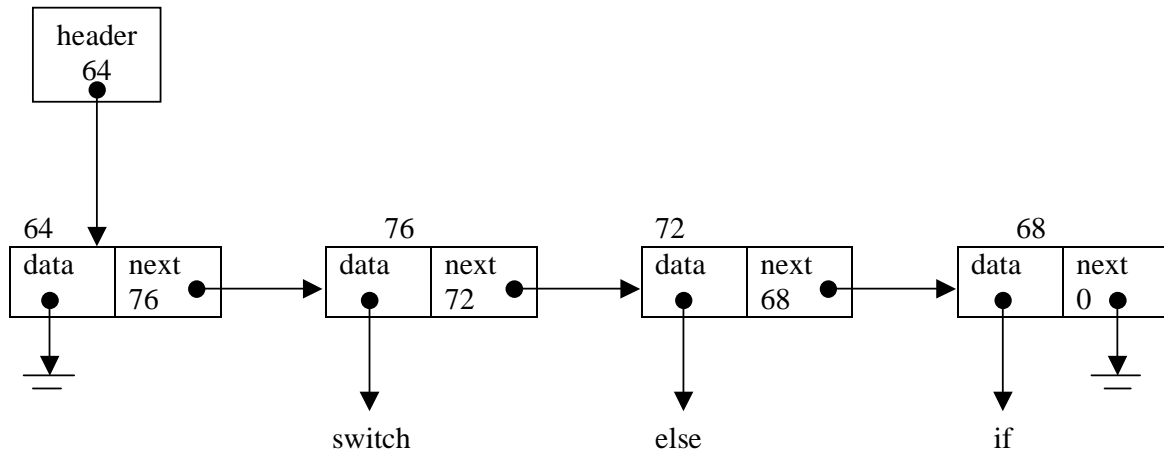 header
64
64
76
72
68
data next
76
data next
72
data next
68
data next
0
switch
else
if